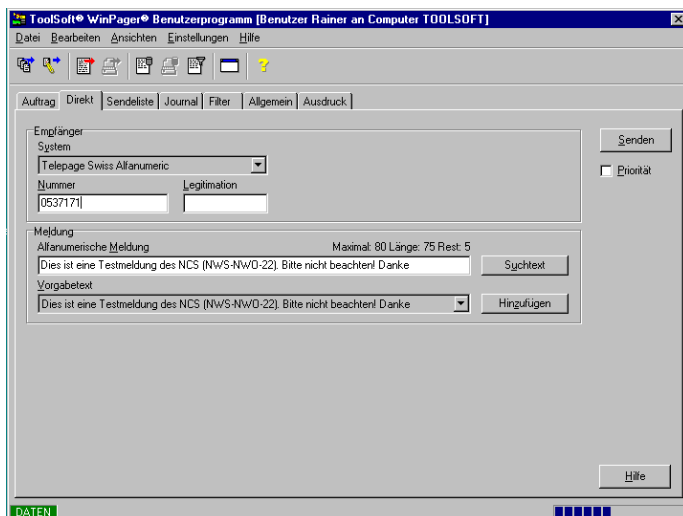 ToolSoft® WinPager® Benutzerprogramm [Benutzer Rainer an Computer TOOLSOFT]
Datei Bearbeiten Ansichten Einstellungen Hilfe
Auftrag Direkt Sendeliste Journal Filter Allgemein Ausdruck
Empfänger
System
Telepage Swiss Alfanumeric
Senden
Priorität
Nummer Legitimation
0537171
Meldung
Alfanumerische Meldung Maximal: 80 Länge: 75 Rest: 5
Dies ist eine Testmeldung des NCS (NWS-NWO-22). Bitte nicht beachten! Danke Suchtext
Vorgabetext
Dies ist eine Testmeldung des NCS (NWS-NWO-22). Bitte nicht beachten! Danke Hinzufügen
Hilfe
DATEN